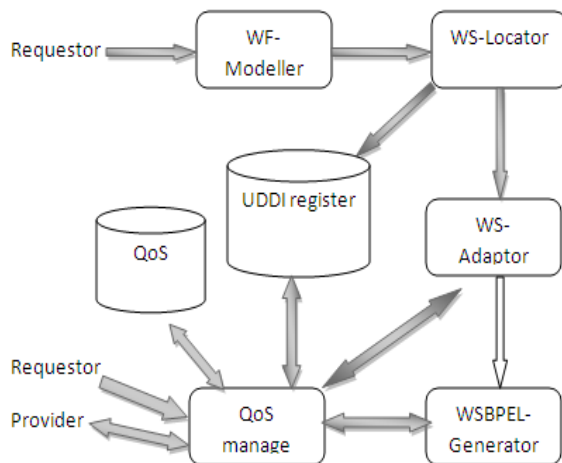 Requestor
WF-
Modeller
WS-Locator
UDDI register
QoS
WS-
Adaptor
Requestor
Provider
QoS
manage
WSBPEL-
Generator